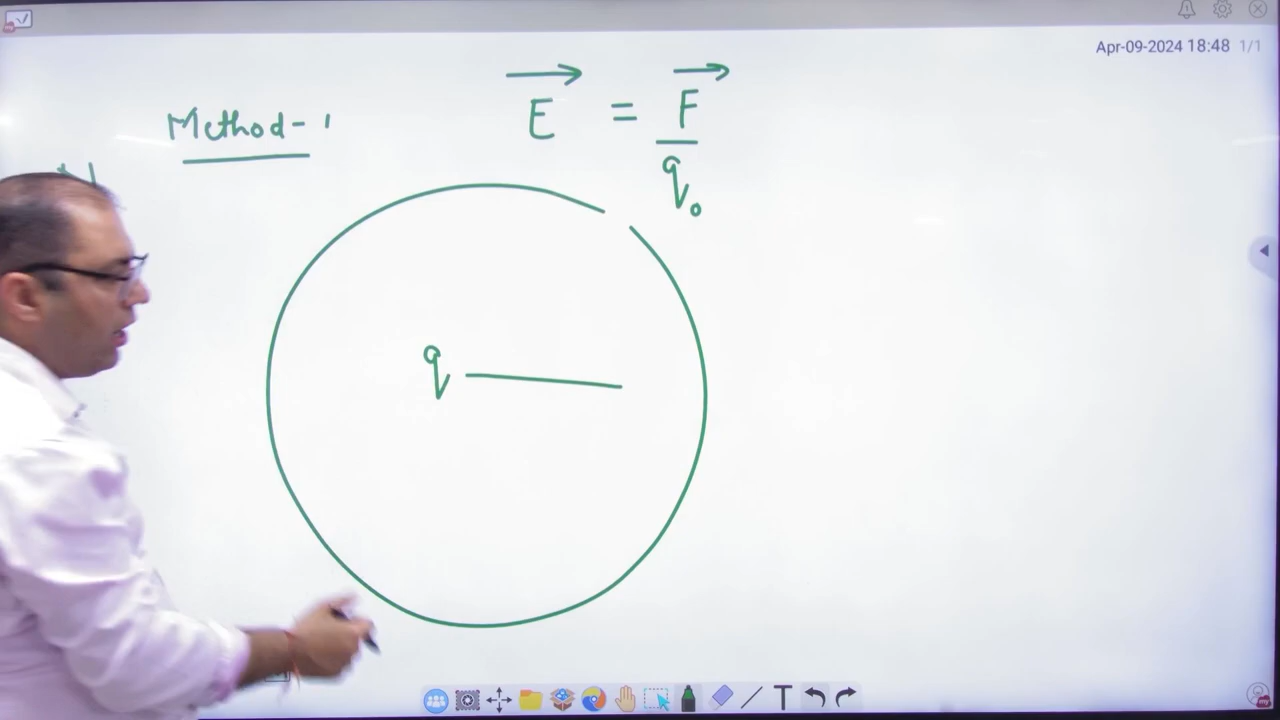 Apr-09-2024 18:48 1/1
Method-1
E = F
q₀
q
T